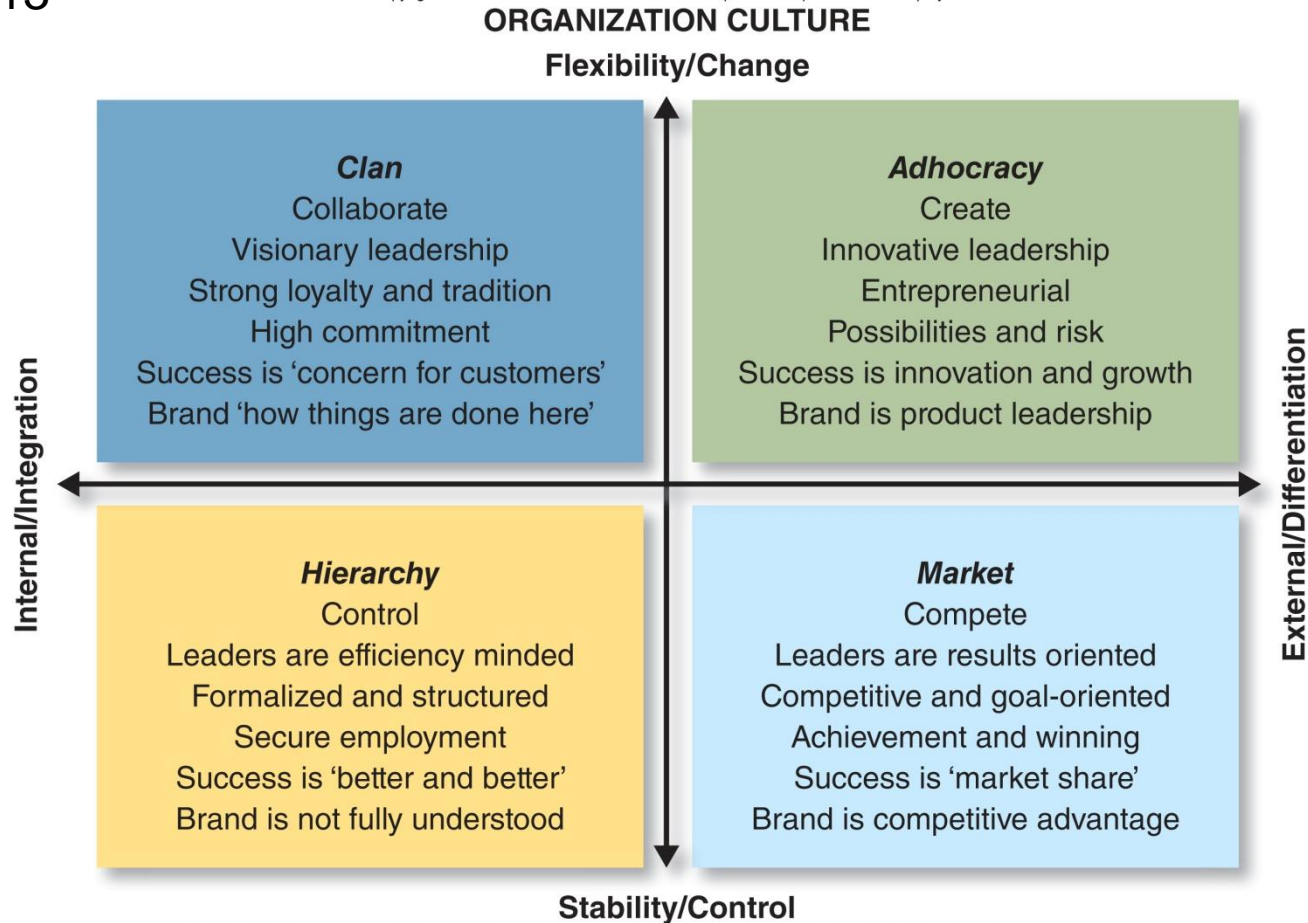 ORGANIZATION CULTURE
Flexibility/Change
Clan
Collaborate
Visionary leadership
Strong loyalty and tradition
High commitment
Success is ‘concern for customers’
Brand ‘how things are done here’
Adhocracy
Create
Innovative leadership
Entrepreneurial
Possibilities and risk
Success is innovation and growth
Brand is product leadership
Internal/Integration
External/Differentiation
Hierarchy
Control
Leaders are efficiency minded
Formalized and structured
Secure employment
Success is ‘better and better’
Brand is not fully understood
Market
Compete
Leaders are results oriented
Competitive and goal-oriented
Achievement and winning
Success is ‘market share’
Brand is competitive advantage
Stability/Control